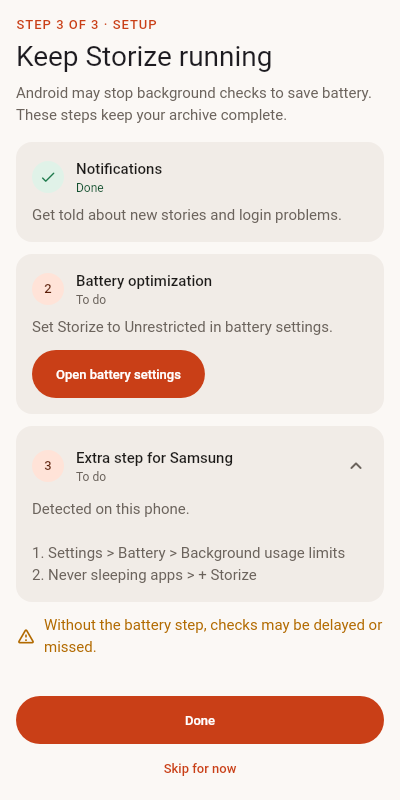 STEP 3 OF 3 · SETUP
Keep Storize running
Android may stop background checks to save battery.
These steps keep your archive complete.
Notifications
Done
Get told about new stories and login problems.
2
Battery optimization
To do
Set Storize to Unrestricted in battery settings.
Open battery settings
3
Extra step for Samsung
To do
Detected on this phone.
1. Settings > Battery > Background usage limits
2. Never sleeping apps > + Storize
Without the battery step, checks may be delayed or
missed.
Done
Skip for now